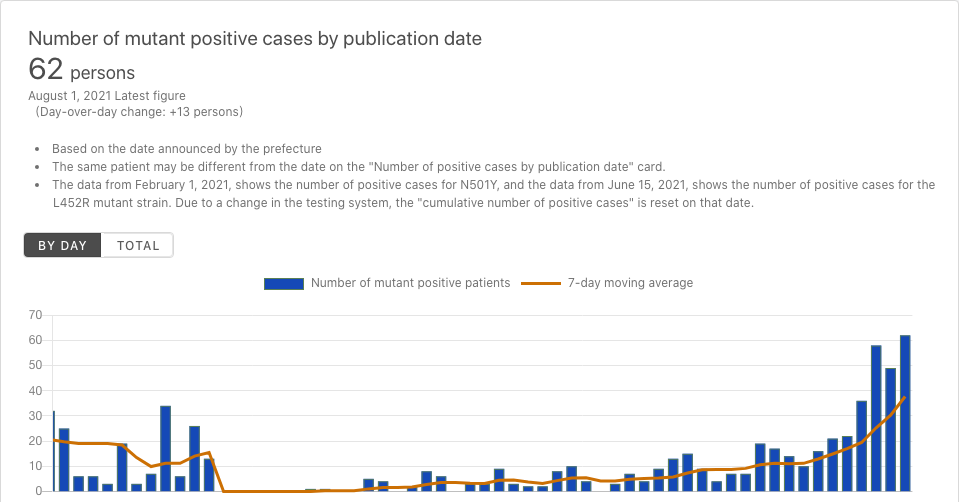 Number of mutant positive cases by publication date
62 persons
August 1, 2021 Latest figure
(Day-over-day change: +13 persons)
• Based on the date announced by the prefecture
• The same patient may be different from the date on the "Number of positive cases by publication date" card.
• The data from February 1, 2021, shows the number of positive cases for N501Y, and the data from June 15, 2021, shows the number of positive cases for the
L452R mutant strain. Due to a change in the testing system, the "cumulative number of positive cases" is reset on that date.
BY DAY TOTAL
Number of mutant positive patients 7-day moving average
70
60
50
40
30
20
10
0